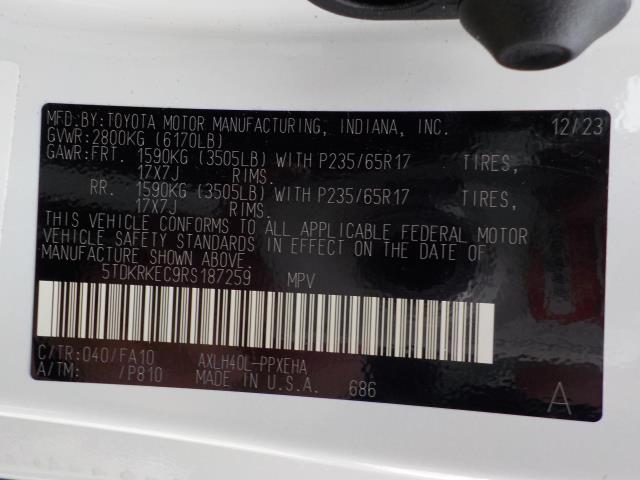 MFD.BY:TOYOTA MOTOR MANUFACTURING, INDIANA, INC. 12/23
GVWR:2800KG (6170LB)
GAWR:FRT. 1590KG (3505LB) WITH P235/65R17 TIRES,
17X7J RIMS.
RR. 1590KG (3505LB) WITH P235/65R17 TIRES,
17X7J RIMS.
THIS VEHICLE CONFORMS TO ALL APPLICABLE FEDERAL MOTOR
VEHICLE SAFETY STANDARDS IN EFFECT ON THE DATE OF
MANUFACTURE SHOWN ABOVE.
5TDKRKEC9RS187259 MPV
C/TR:040/FA10 AXLH40L-PPXEHA
A/TM: /P810 MADE IN U.S.A. 686 A